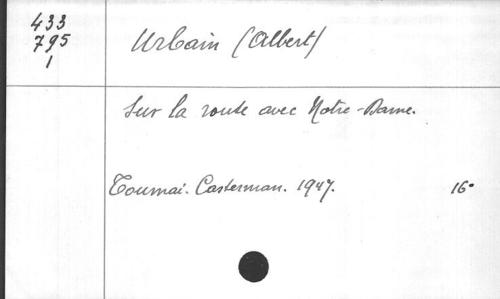 433
795
1
Urbain (Albert)
Sur la route avec Notre-Dame.
Tournai. Casterman. 1947. 16°